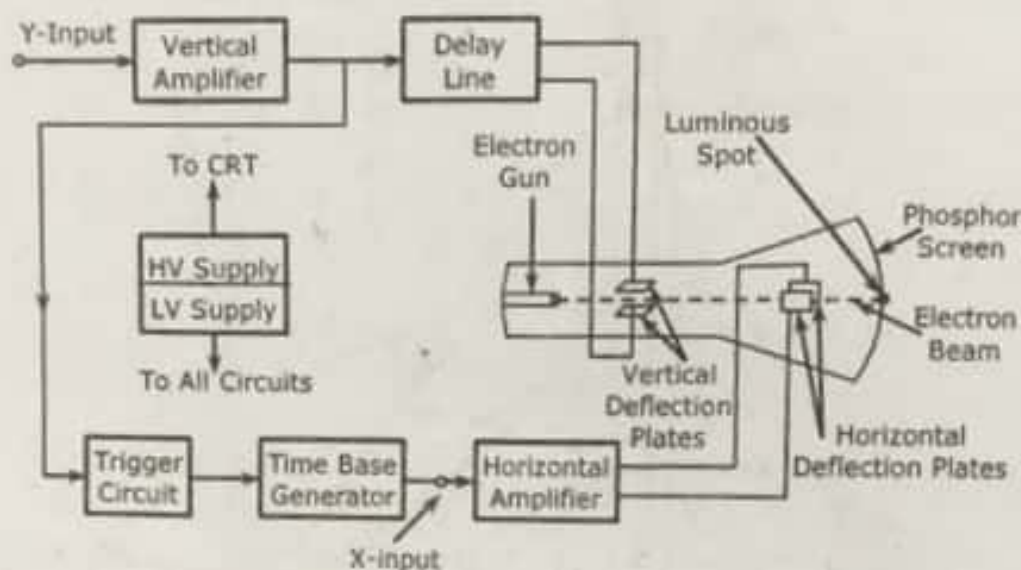 Y-Input
Vertical
Amplifier
Delay
Line
Luminous
Spot
Electron
Gun
To CRT
Phosphor
Screen
HV Supply
LV Supply
Electron
Beam
To All Circuits
Vertical
Deflection
Plates
Horizontal
Deflection Plates
Trigger
Circuit
Time Base
Generator
Horizontal
Amplifier
X-input